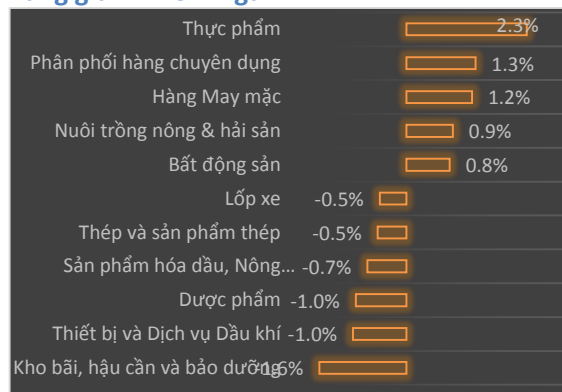 Thực phẩm 2.3%
Phân phối hàng chuyên dụng 1.3%
Hàng May mặc 1.2%
Nuôi trồng nông & hải sản 0.9%
Bất động sản 0.8%
Lốp xe -0.5%
Thép và sản phẩm thép -0.5%
Sản phẩm hóa dầu, Nông... -0.7%
Dược phẩm -1.0%
Thiết bị và Dịch vụ Dầu khí -1.0%
Kho bãi, hậu cần và bảo dưỡng -1.6%